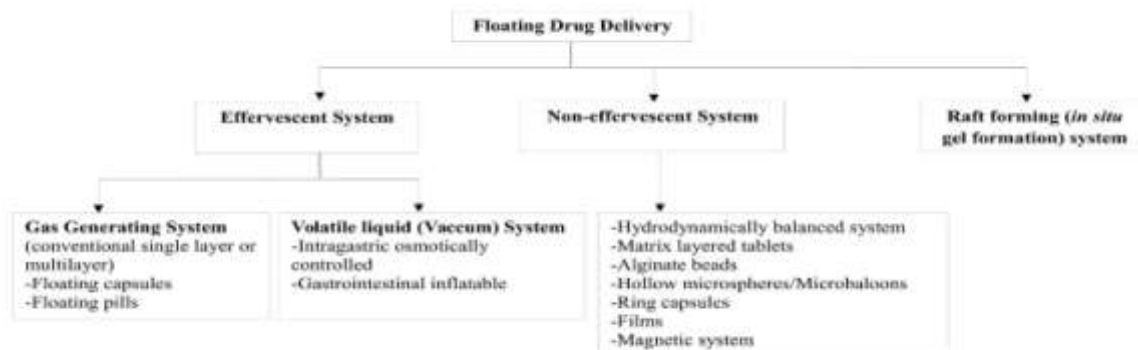 Floating Drug Delivery
Effervescent System
Non-effervescent System
Raft forming (in situ
gel formation) system
Gas Generating System
(conventional single layer or
multilayer)
-Floating capsules
-Floating pills
Volatile liquid (Vaccum) System
-Intragastric osmotically
controlled
-Gastrointestinal inflatable
-Hydrodynamically balanced system
-Matrix layered tablets
-Alginate beads
-Hollow microspheres/Microbaloons
-Ring capsules
-Films
-Magnetic system